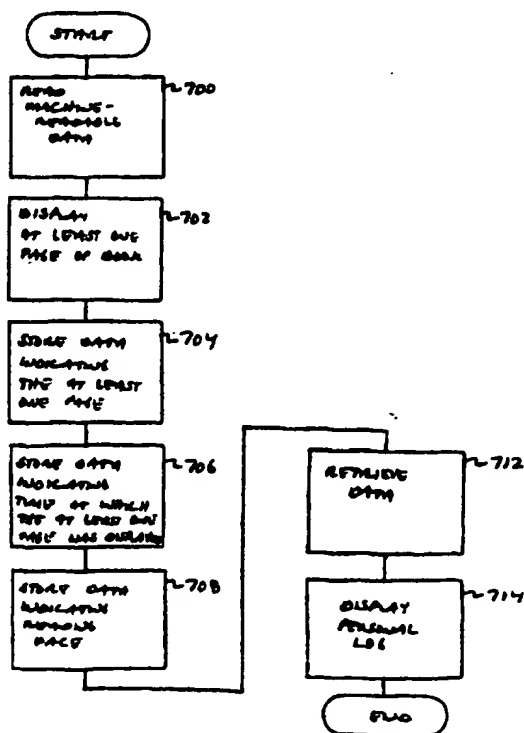 START
700
READ
MACHINE-
READABLE
DATA
702
DISPLAY
AT LEAST ONE
PAGE OF BOOK
704
STORE DATA
INDICATING
THE AT LEAST
ONE PAGE
706
STORE DATA
INDICATING
TIME AT WHICH
THE AT LEAST ONE
PAGE WAS DISPLAYED
708
STORE DATA
INDICATING
READING
PACE
712
RETRIEVE
DATA
714
DISPLAY
PERSONAL
LOG
END